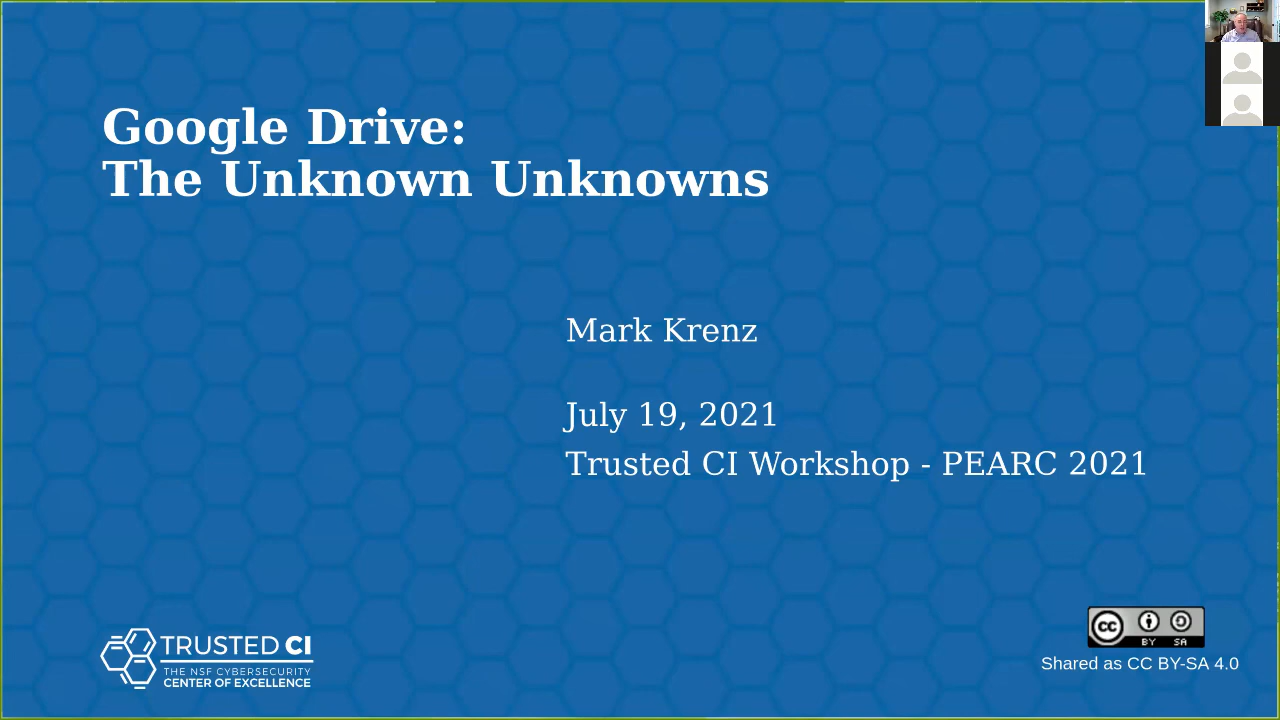 Google Drive:
The Unknown Unknowns
Mark Krenz
July 19, 2021
Trusted CI Workshop - PEARC 2021
TRUSTED CI
THE NSF CYBERSECURITY
CENTER OF EXCELLENCE
cc
BY SA
Shared as CC BY-SA 4.0